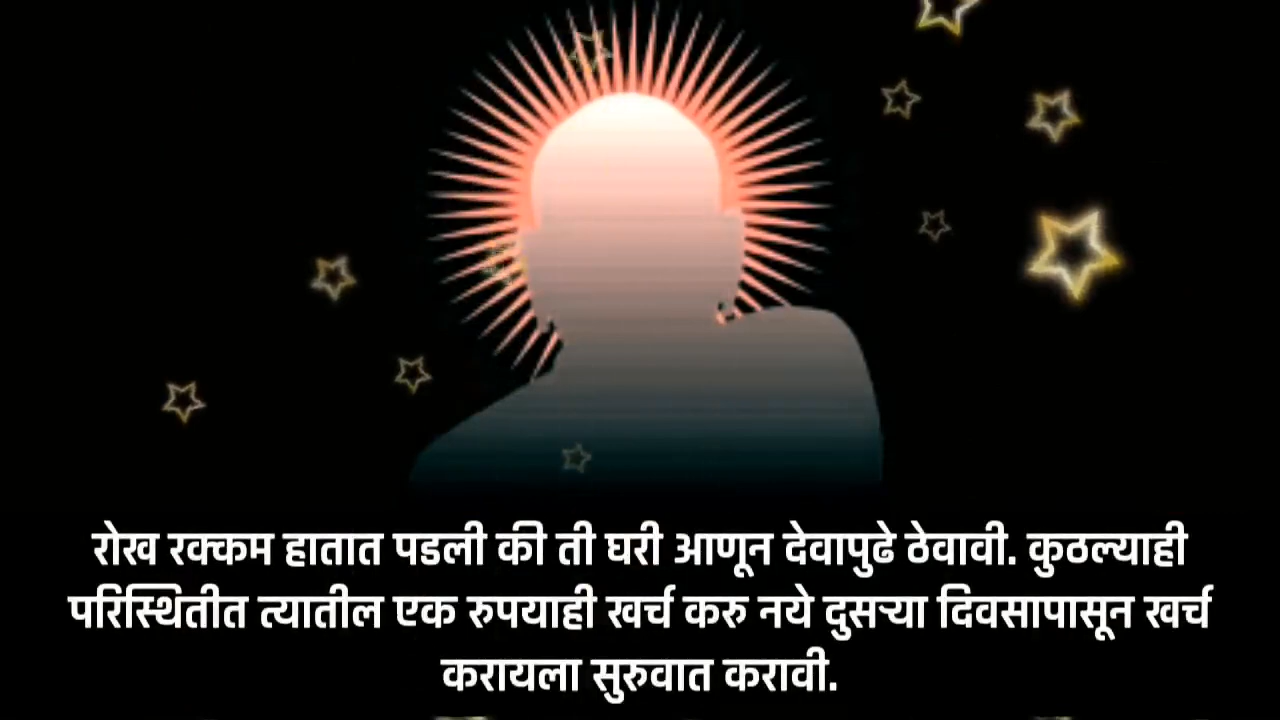 रोख रक्कम हातात पडली की ती घरी आणून देवापुढे ठेवावी. कुठल्याही
परिस्थितीत त्यातील एक रुपयाही खर्च करु नये दुसऱ्या दिवसापासून खर्च
करायला सुरुवात करावी.